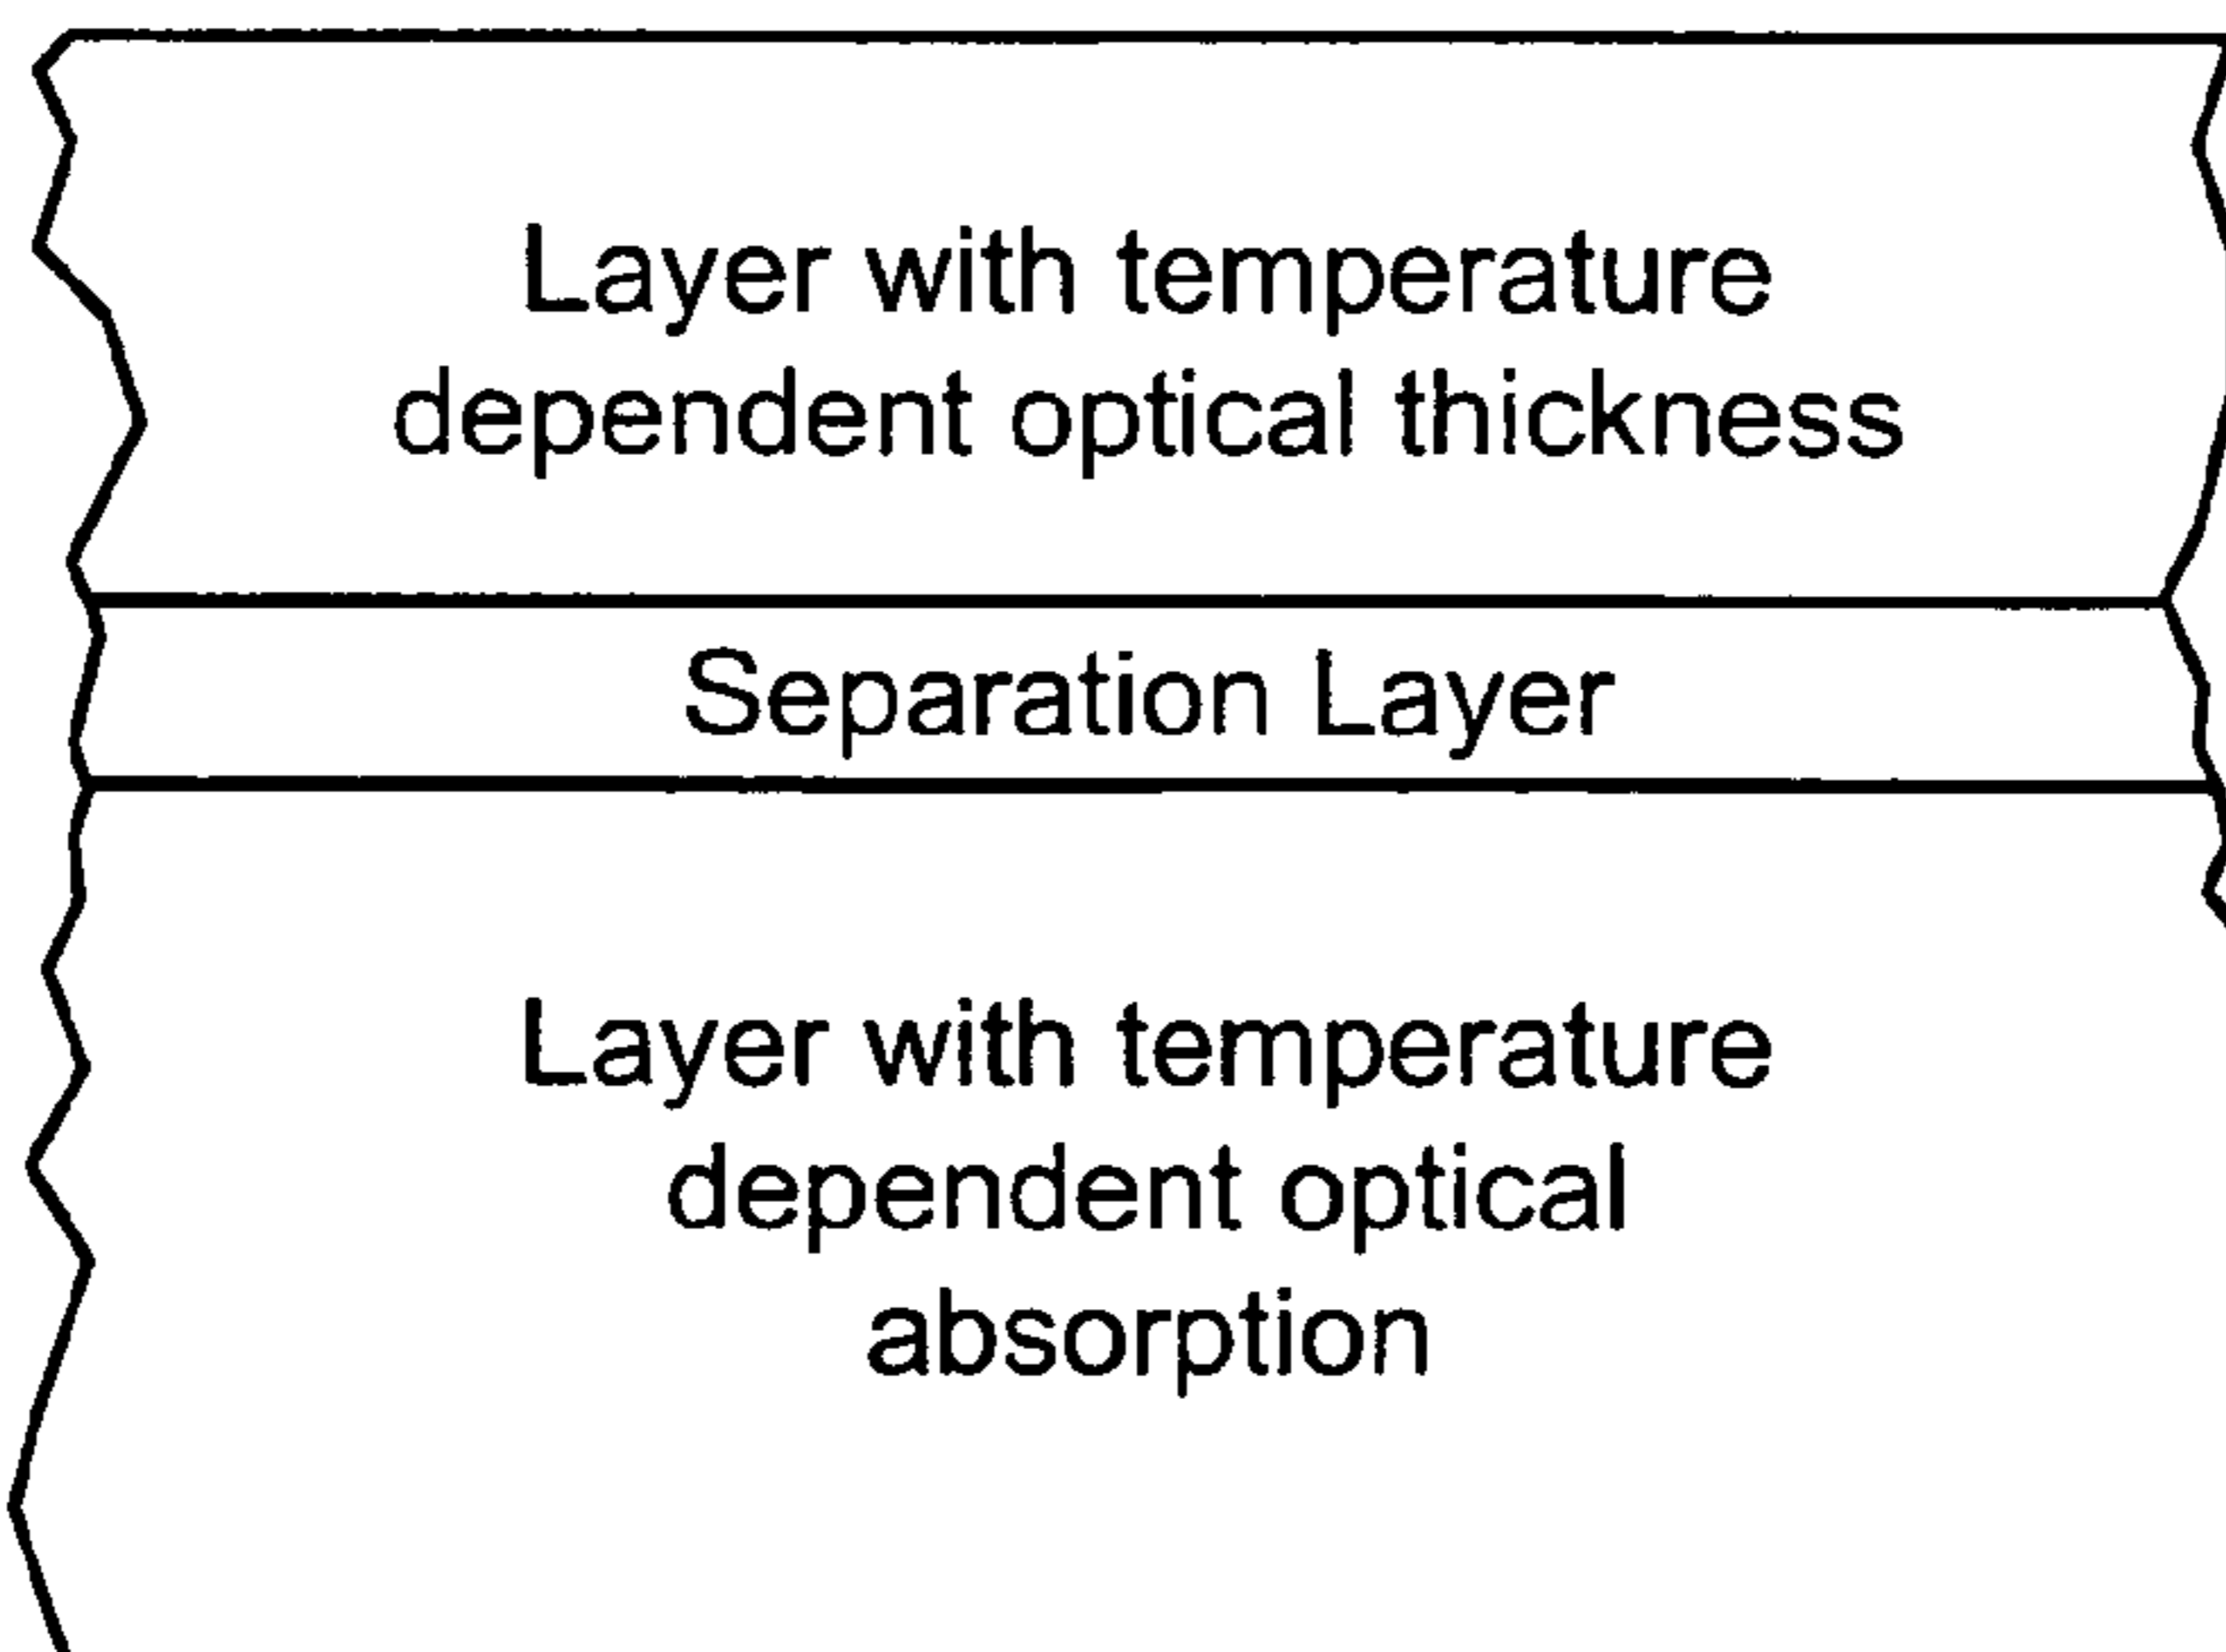 Layer with temperature
dependent optical thickness
Separation Layer
Layer with temperature
dependent optical
absorption